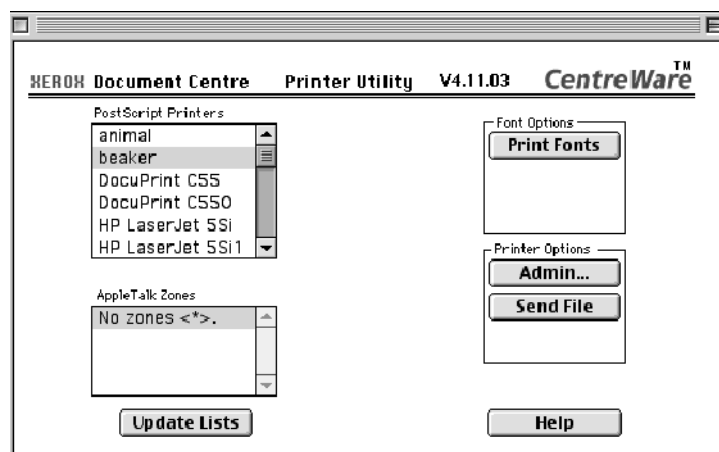 XEROX Document Centre Printer Utility V4.11.03 CentreWare™
PostScript Printers
animal
beaker
DocuPrint C55
DocuPrint C550
HP LaserJet 5Si
HP LaserJet 5Si1
AppleTalk Zones
No zones <*>.
Update Lists
Font Options
Print Fonts
Printer Options
Admin...
Send File
Help